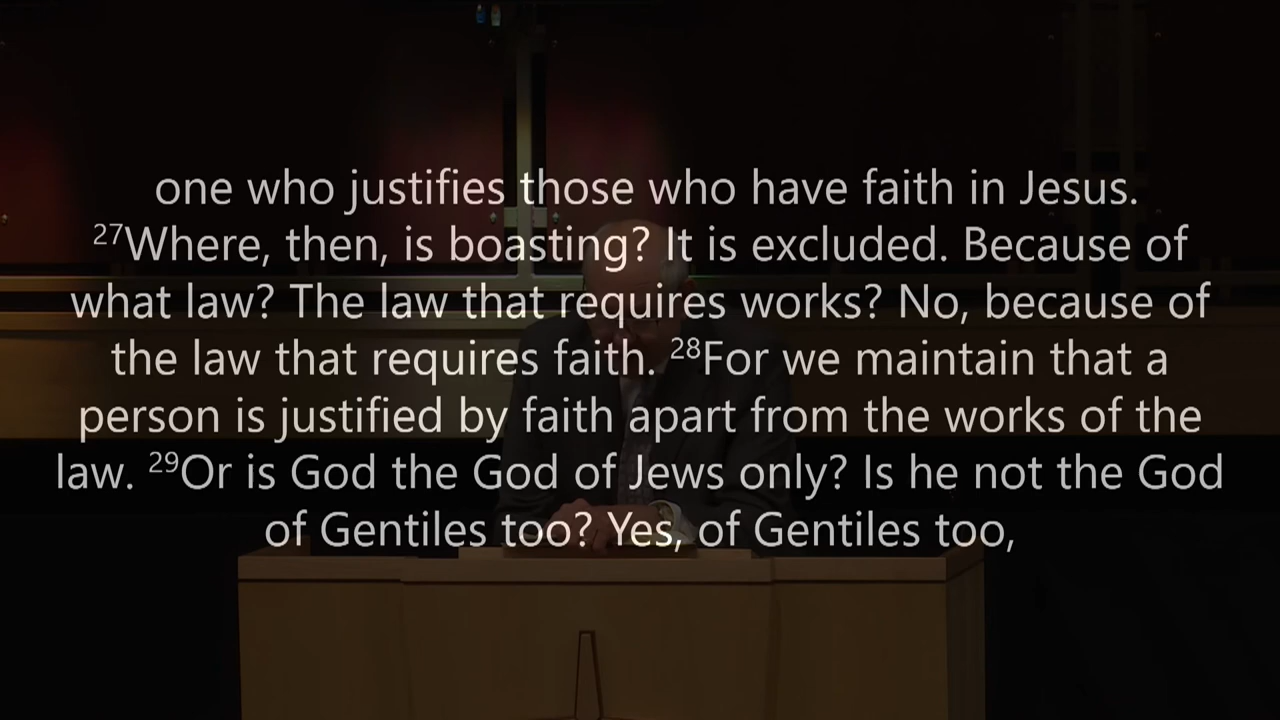 one who justifies those who have faith in Jesus.
²⁷Where, then, is boasting? It is excluded. Because of
what law? The law that requires works? No, because of
the law that requires faith. ²⁸For we maintain that a
person is justified by faith apart from the works of the
law. ²⁹Or is God the God of Jews only? Is he not the God
of Gentiles too? Yes, of Gentiles too,